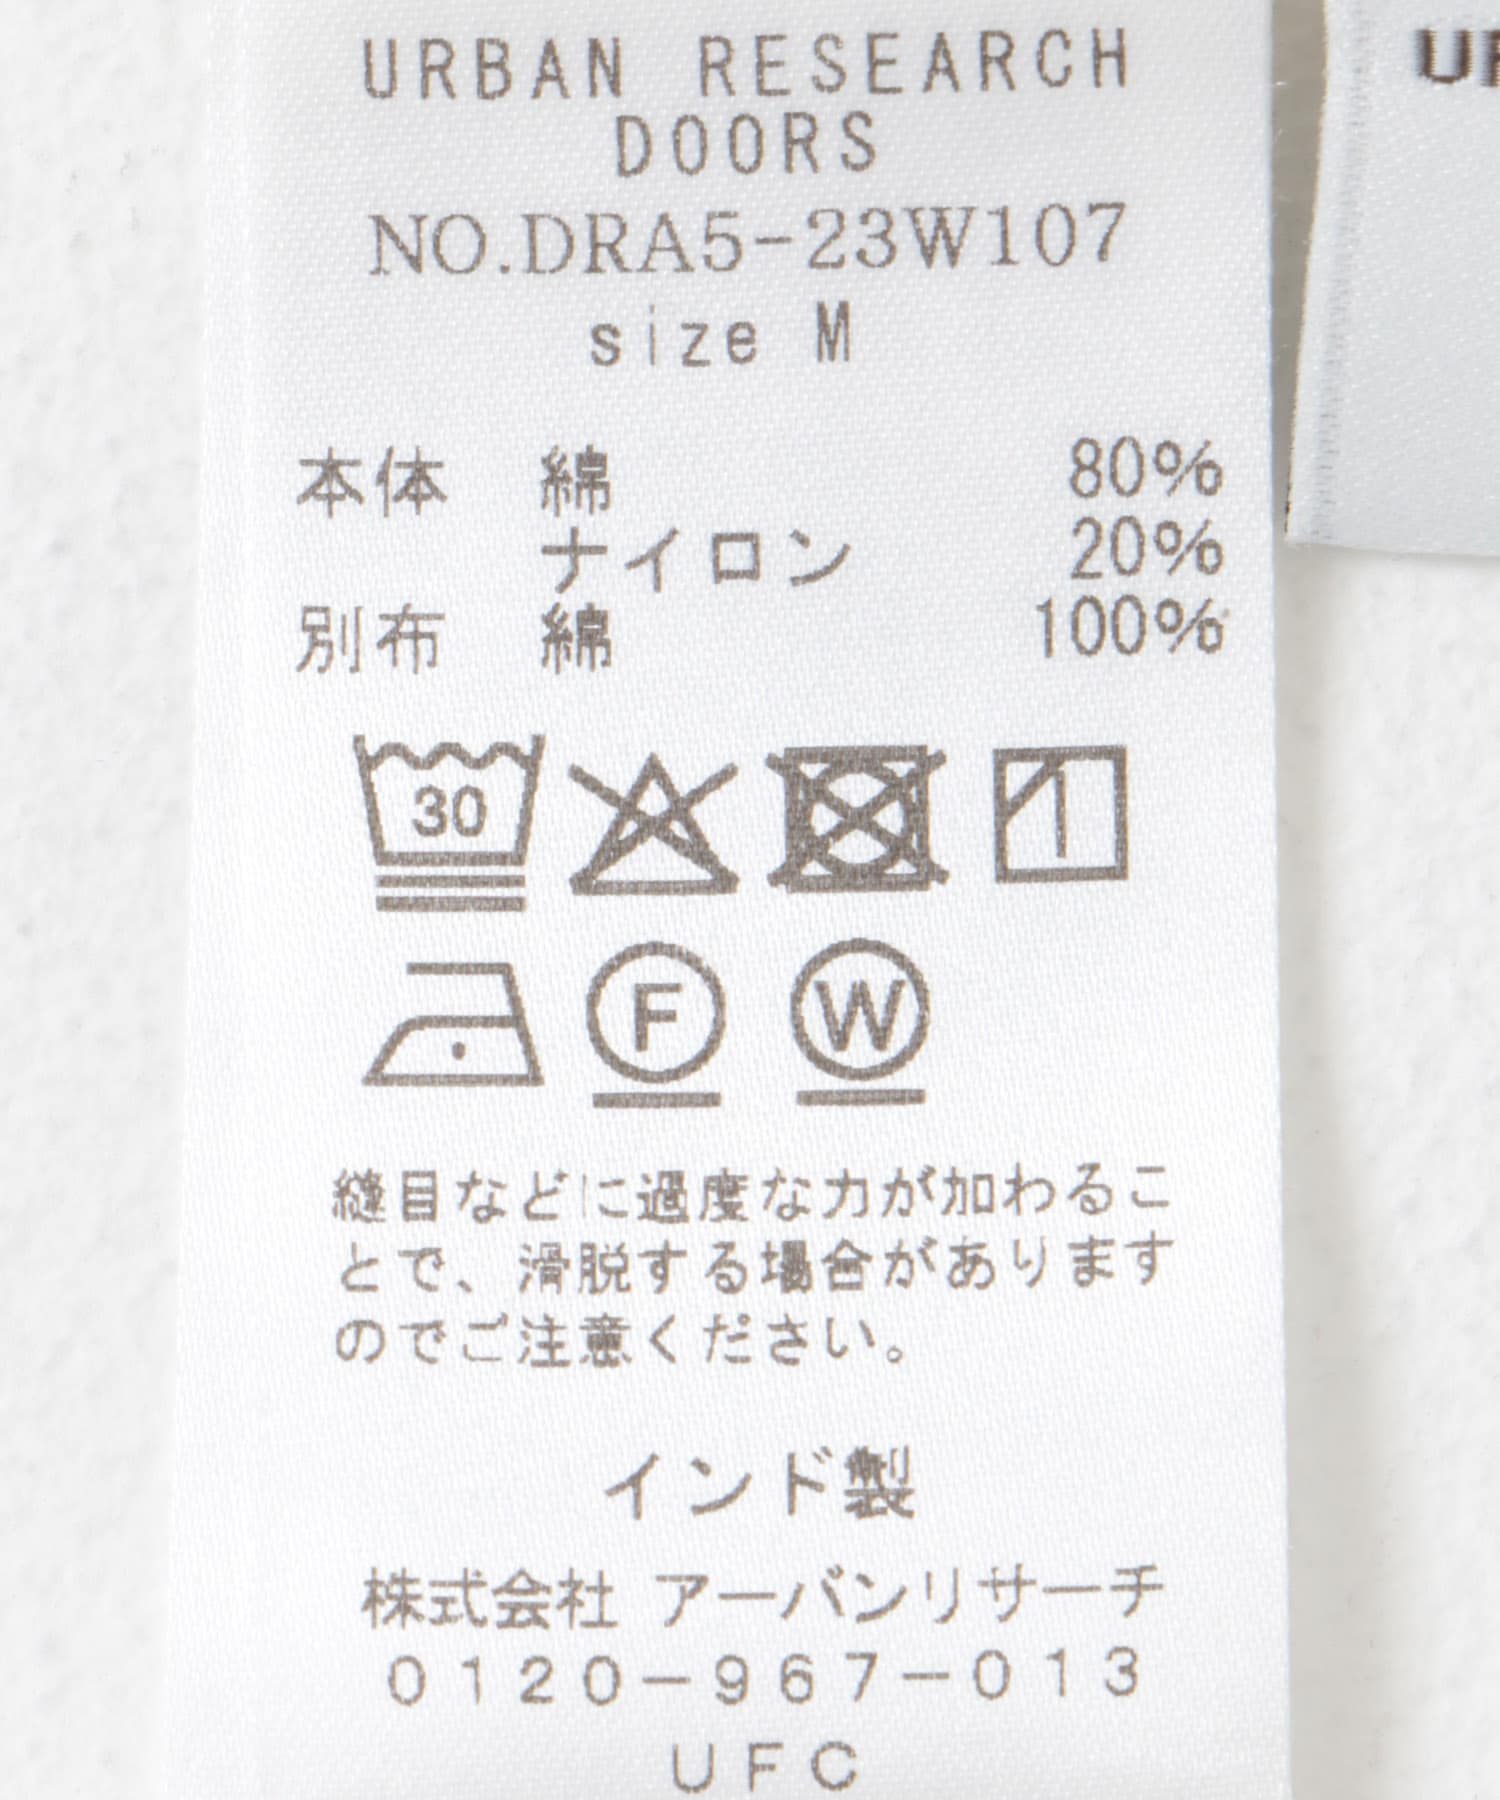 URBAN RESEARCH
DOORS
NO.DRA5-23W107
size M
本体 綿 80%
ナイロン 20%
別布 綿 100%
30
F W
縫目などに過度な力が加わるこ
とで、滑脱する場合があります
のでご注意ください。
インド製
株式会社 アーバンリサーチ
0120-967-013
UFC